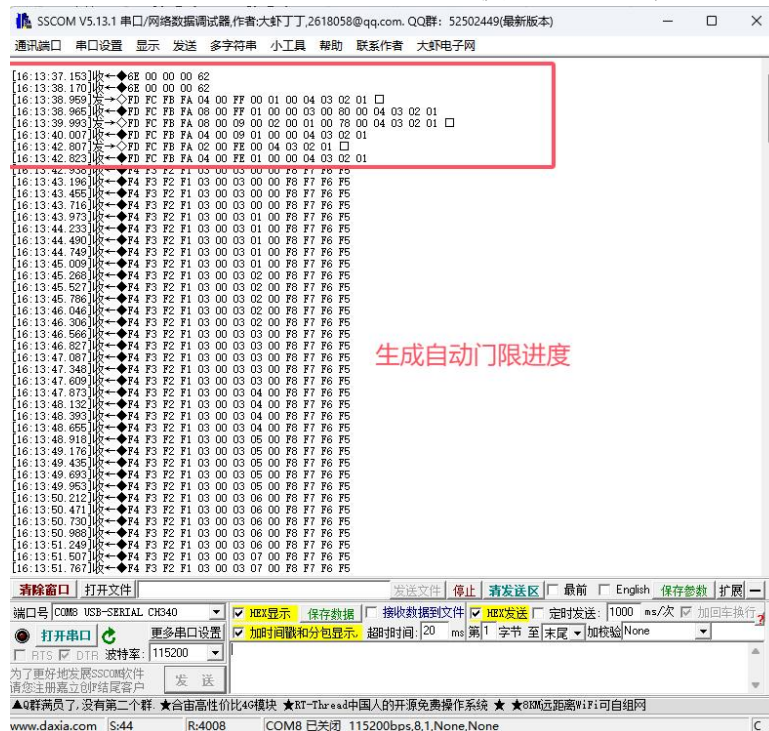 SSCOM V5.13.1 串口/网络数据调试器,作者:大虾丁丁,2618058@qq.com. QQ群: 52502449(最新版本)
通讯端口 串口设置 显示 发送 多字符串 小工具 帮助 联系作者 大虾电子网
[16:13:37.153]收←◆6E 00 00 00 62
[16:13:38.170]收←◆6E 00 00 00 62
[16:13:38.959]发→◇FD FC FB FA 04 00 FF 00 01 00 04 03 02 01 □
[16:13:38.965]收←◆FD FC FB FA 08 00 FF 01 00 00 03 00 80 00 04 03 02 01
[16:13:39.993]发→◇FD FC FB FA 08 00 09 00 02 00 01 00 78 00 04 03 02 01 □
[16:13:40.007]收←◆FD FC FB FA 04 00 09 01 00 00 04 03 02 01
[16:13:42.807]发→◇FD FC FB FA 02 00 FE 00 04 03 02 01 □
[16:13:42.823]收←◆FD FC FB FA 04 00 FE 01 00 00 04 03 02 01
[16:13:42.938]收←◆F4 F3 F2 F1 03 00 03 00 00 F8 F7 F6 F5
[16:13:43.196]收←◆F4 F3 F2 F1 03 00 03 00 00 F8 F7 F6 F5
[16:13:43.455]收←◆F4 F3 F2 F1 03 00 03 00 00 F8 F7 F6 F5
[16:13:43.716]收←◆F4 F3 F2 F1 03 00 03 00 00 F8 F7 F6 F5
[16:13:43.973]收←◆F4 F3 F2 F1 03 00 03 01 00 F8 F7 F6 F5
[16:13:44.233]收←◆F4 F3 F2 F1 03 00 03 01 00 F8 F7 F6 F5
[16:13:44.490]收←◆F4 F3 F2 F1 03 00 03 01 00 F8 F7 F6 F5
[16:13:44.749]收←◆F4 F3 F2 F1 03 00 03 01 00 F8 F7 F6 F5
[16:13:45.009]收←◆F4 F3 F2 F1 03 00 03 01 00 F8 F7 F6 F5
[16:13:45.268]收←◆F4 F3 F2 F1 03 00 03 02 00 F8 F7 F6 F5
[16:13:45.527]收←◆F4 F3 F2 F1 03 00 03 02 00 F8 F7 F6 F5
[16:13:45.786]收←◆F4 F3 F2 F1 03 00 03 02 00 F8 F7 F6 F5
[16:13:46.046]收←◆F4 F3 F2 F1 03 00 03 02 00 F8 F7 F6 F5
[16:13:46.306]收←◆F4 F3 F2 F1 03 00 03 02 00 F8 F7 F6 F5
[16:13:46.566]收←◆F4 F3 F2 F1 03 00 03 03 00 F8 F7 F6 F5
[16:13:46.827]收←◆F4 F3 F2 F1 03 00 03 03 00 F8 F7 F6 F5
[16:13:47.087]收←◆F4 F3 F2 F1 03 00 03 03 00 F8 F7 F6 F5
[16:13:47.348]收←◆F4 F3 F2 F1 03 00 03 03 00 F8 F7 F6 F5
[16:13:47.609]收←◆F4 F3 F2 F1 03 00 03 03 00 F8 F7 F6 F5
[16:13:47.873]收←◆F4 F3 F2 F1 03 00 03 04 00 F8 F7 F6 F5
[16:13:48.132]收←◆F4 F3 F2 F1 03 00 03 04 00 F8 F7 F6 F5
[16:13:48.393]收←◆F4 F3 F2 F1 03 00 03 04 00 F8 F7 F6 F5
[16:13:48.655]收←◆F4 F3 F2 F1 03 00 03 04 00 F8 F7 F6 F5
[16:13:48.918]收←◆F4 F3 F2 F1 03 00 03 05 00 F8 F7 F6 F5
[16:13:49.176]收←◆F4 F3 F2 F1 03 00 03 05 00 F8 F7 F6 F5
[16:13:49.435]收←◆F4 F3 F2 F1 03 00 03 05 00 F8 F7 F6 F5
[16:13:49.693]收←◆F4 F3 F2 F1 03 00 03 05 00 F8 F7 F6 F5
[16:13:49.953]收←◆F4 F3 F2 F1 03 00 03 05 00 F8 F7 F6 F5
[16:13:50.212]收←◆F4 F3 F2 F1 03 00 03 06 00 F8 F7 F6 F5
[16:13:50.471]收←◆F4 F3 F2 F1 03 00 03 06 00 F8 F7 F6 F5
[16:13:50.730]收←◆F4 F3 F2 F1 03 00 03 06 00 F8 F7 F6 F5
[16:13:50.988]收←◆F4 F3 F2 F1 03 00 03 06 00 F8 F7 F6 F5
[16:13:51.249]收←◆F4 F3 F2 F1 03 00 03 06 00 F8 F7 F6 F5
[16:13:51.507]收←◆F4 F3 F2 F1 03 00 03 07 00 F8 F7 F6 F5
[16:13:51.767]收←◆F4 F3 F2 F1 03 00 03 07 00 F8 F7 F6 F5
生成自动门限进度
清除窗口 打开文件 发送文件 停止 清发送区 最前 English 保存参数 扩展
端口号 COM8 USB-SERIAL CH340 HEX显示 保存数据 接收数据到文件 HEX发送 定时发送: 1000 ms/次 加回车换行
打开串口 更多串口设置 加时间戳和分包显示, 超时时间: 20 ms 第1 字节 至 末尾 加校验 None
RTS DTR 波特率: 115200
为了更好地发展SSCOM软件
请您注册嘉立创F结尾客户
发 送
▲Q群满员了,没有第二个群. ★合宙高性价比4G模块 ★RT-Thread中国人的开源免费操作系统 ★ ★8KM远距离WiFi可自组网
www.daxia.com S:44 R:4008 COM8 已关闭 115200bps,8,1,None,None C